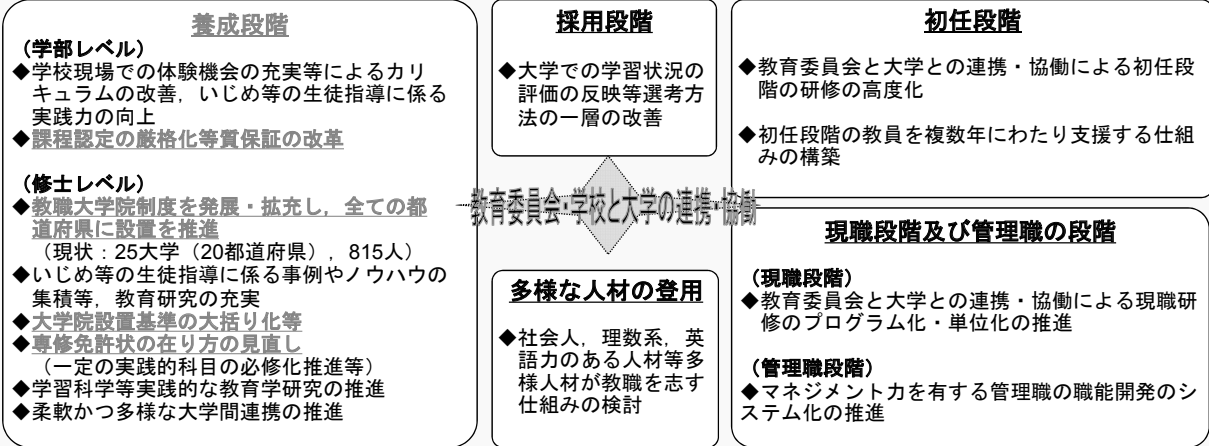 養成段階
（学部レベル）
◆学校現場での体験機会の充実等によるカリ
キュラムの改善，いじめ等の生徒指導に係る
実践力の向上
◆課程認定の厳格化等質保証の改革
（修士レベル）
◆教職大学院制度を発展・拡充し，全ての都
道府県に設置を推進
（現状：25大学（20都道府県），815人）
◆いじめ等の生徒指導に係る事例やノウハウの
集積等，教育研究の充実
◆大学院設置基準の大括り化等
◆専修免許状の在り方の見直し
（一定の実践的科目の必修化推進等）
◆学習科学等実践的な教育学研究の推進
◆柔軟かつ多様な大学間連携の推進
採用段階
◆大学での学習状況の
評価の反映等選考方
法の一層の改善
教育委員会・学校と大学の連携・協働
多様な人材の登用
◆社会人，理数系，英
語力のある人材等多
様人材が教職を志す
仕組みの検討
初任段階
◆教育委員会と大学との連携・協働による初任段
階の研修の高度化
◆初任段階の教員を複数年にわたり支援する仕組
みの構築
現職段階及び管理職の段階
（現職段階）
◆教育委員会と大学との連携・協働による現職研
修のプログラム化・単位化の推進
（管理職段階）
◆マネジメント力を有する管理職の職能開発のシ
ステム化の推進